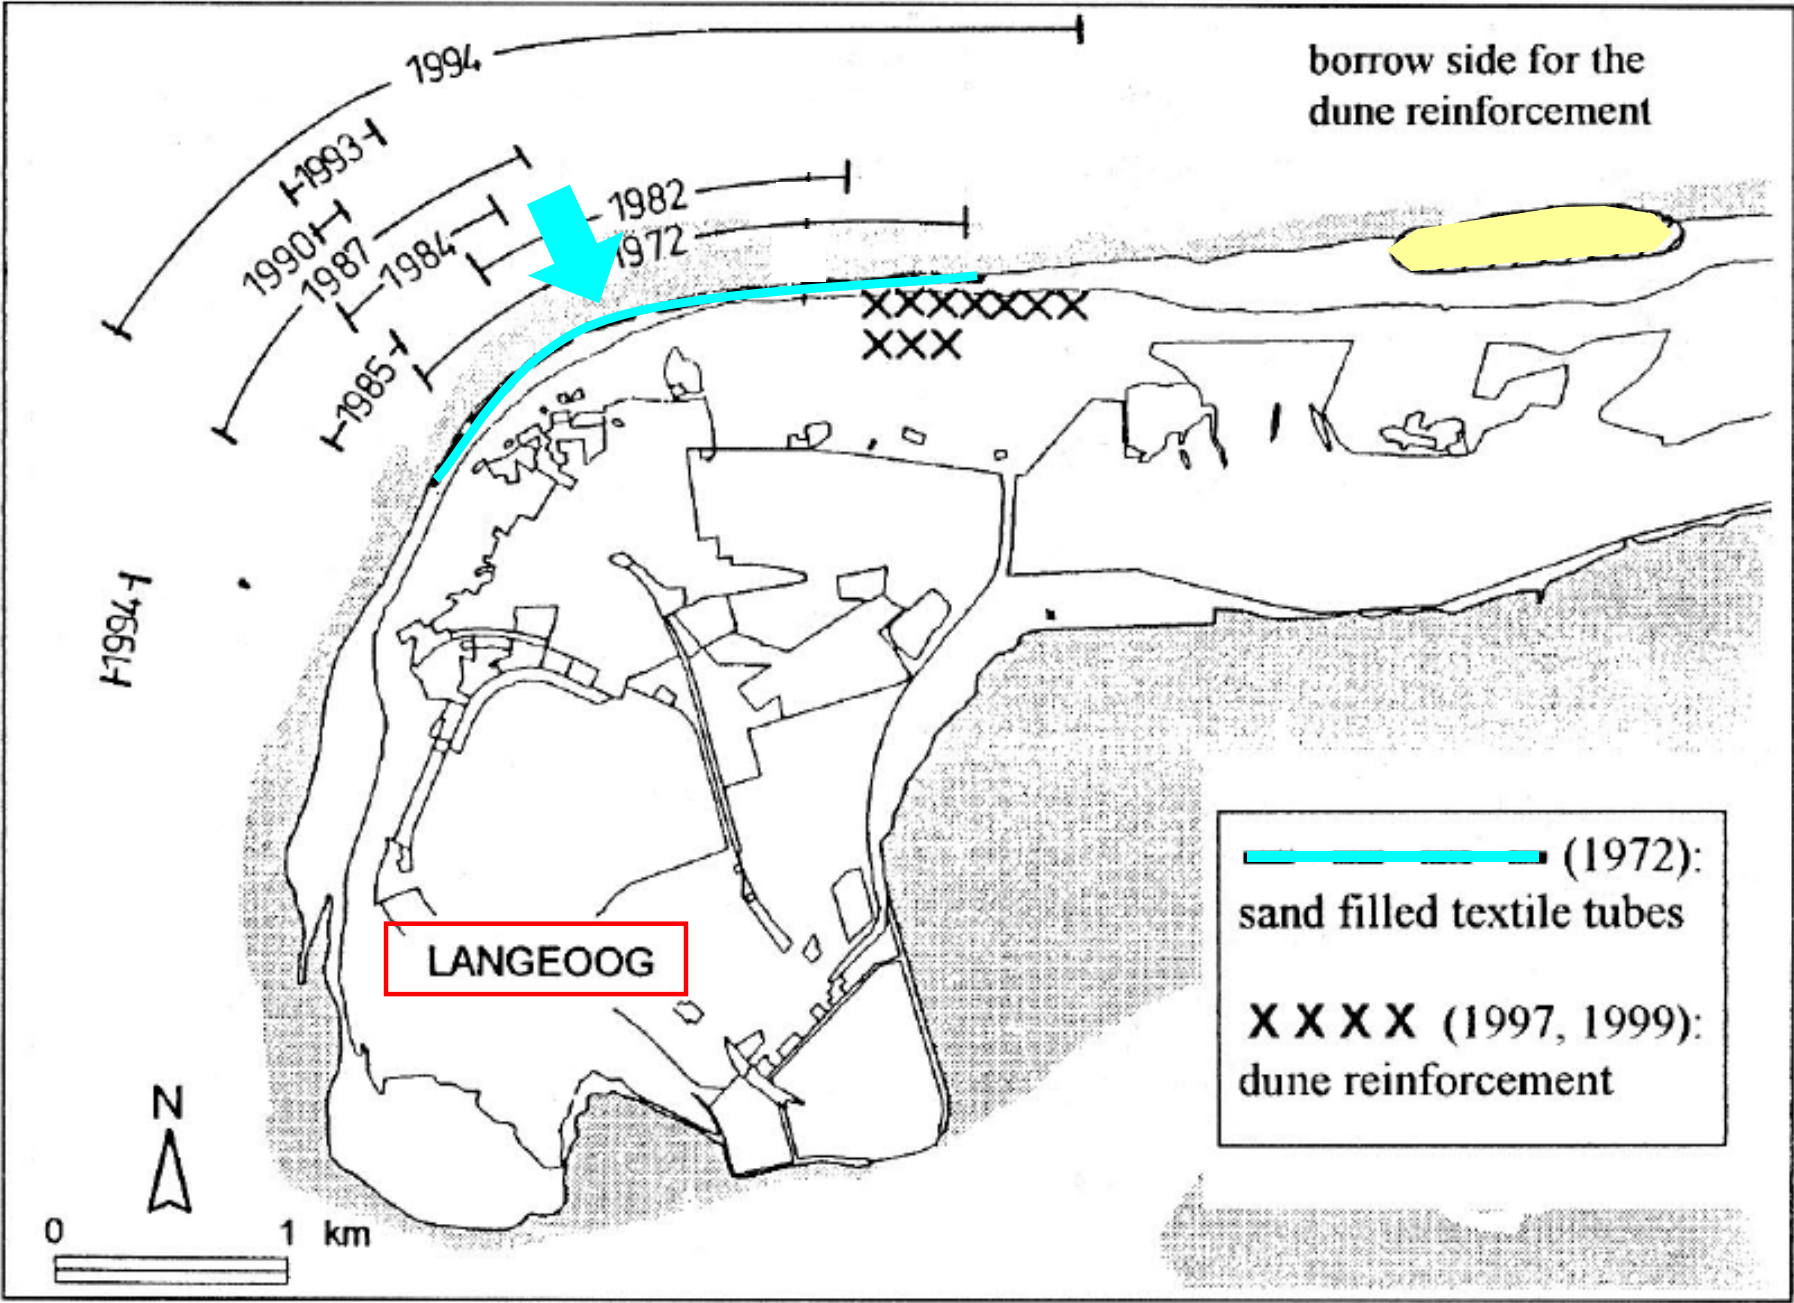 1994
borrow side for the
dune reinforcement
1993
1982
1990
1987
1984
1972
1985
1994
(1972):
sand filled textile tubes
LANGEOOG
X X X X (1997, 1999):
dune reinforcement
N
0 1 km